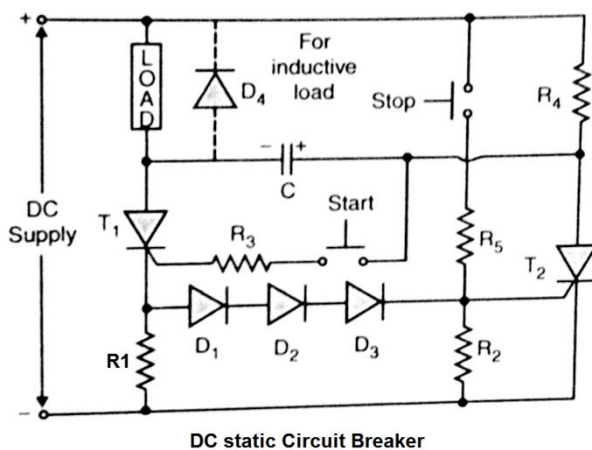 +
LOAD
For
inductive
load
D4
Stop
R4
− +
C
DC
Supply
T1
R3
Start
R5
T2
D1
D2
D3
R1
R2
−
DC static Circuit Breaker